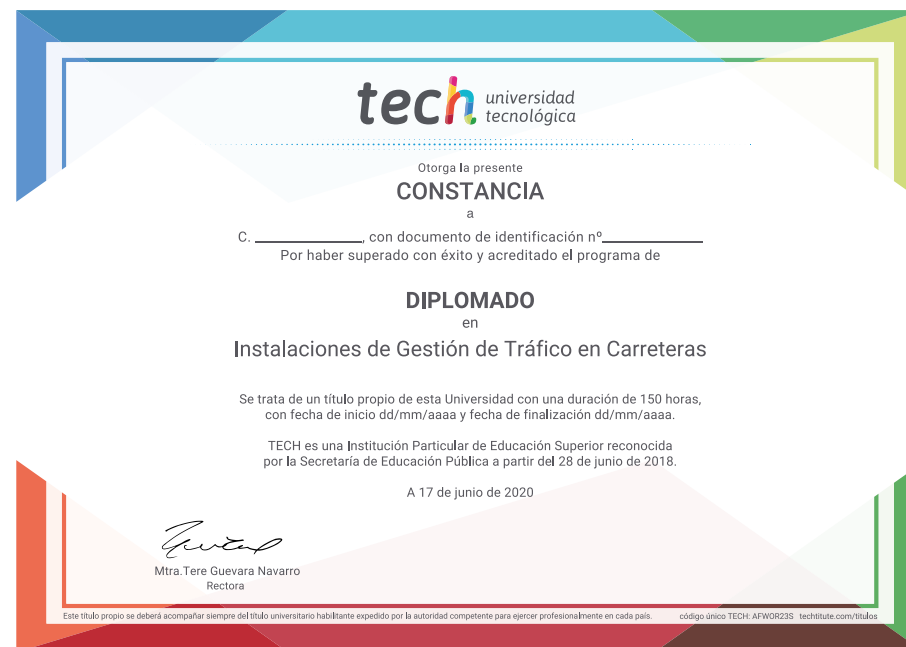 tech universidad
tecnológica
Otorga la presente
CONSTANCIA
a
C. ____________, con documento de identificación nº____________
Por haber superado con éxito y acreditado el programa de
DIPLOMADO
en
Instalaciones de Gestión de Tráfico en Carreteras
Se trata de un título propio de esta Universidad con una duración de 150 horas,
con fecha de inicio dd/mm/aaaa y fecha de finalización dd/mm/aaaa.
TECH es una Institución Particular de Educación Superior reconocida
por la Secretaría de Educación Pública a partir del 28 de junio de 2018.
A 17 de junio de 2020
Mtra.Tere Guevara Navarro
Rectora
Este título propio se deberá acompañar siempre del título universitario habilitante expedido por la autoridad competente para ejercer profesionalmente en cada país. código único TECH: AFWOR23S techtitute.com/titulos